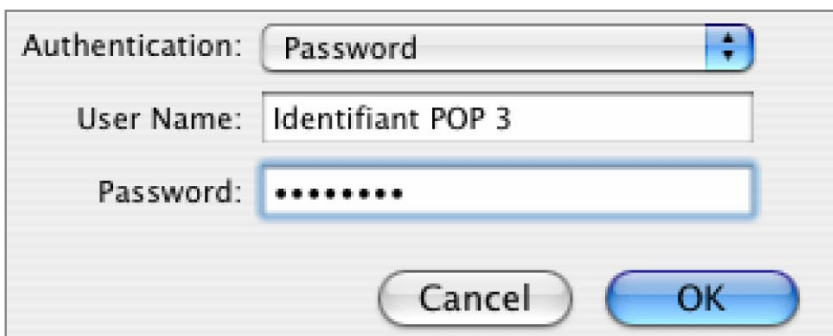 Authentication: Password
User Name: Identifiant POP 3
Password: ••••••••
Cancel OK